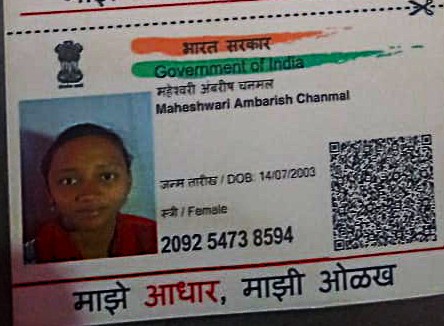 भारत सरकार
Government of India
महेश्वरी अंबरीष चनमल
Maheshwari Ambarish Chanmal
जन्म तारीख / DOB: 14/07/2003
स्त्री / Female
2092 5473 8594
माझे आधार, माझी ओळख